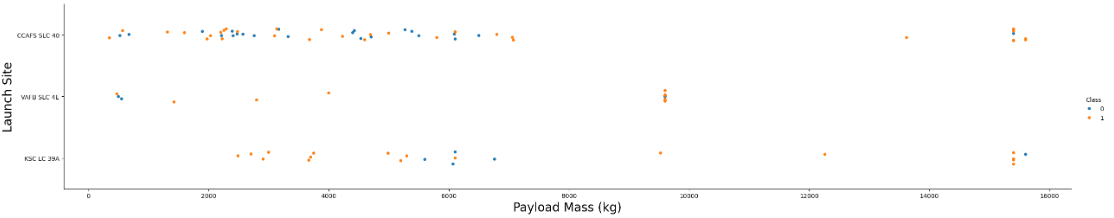 CCAFS SLC 40
VAFB SLC 4L
KSC LC 39A
Launch Site
0 2000 4000 6000 8000 10000 12000 14000 16000
Payload Mass (kg)
Class
0
1